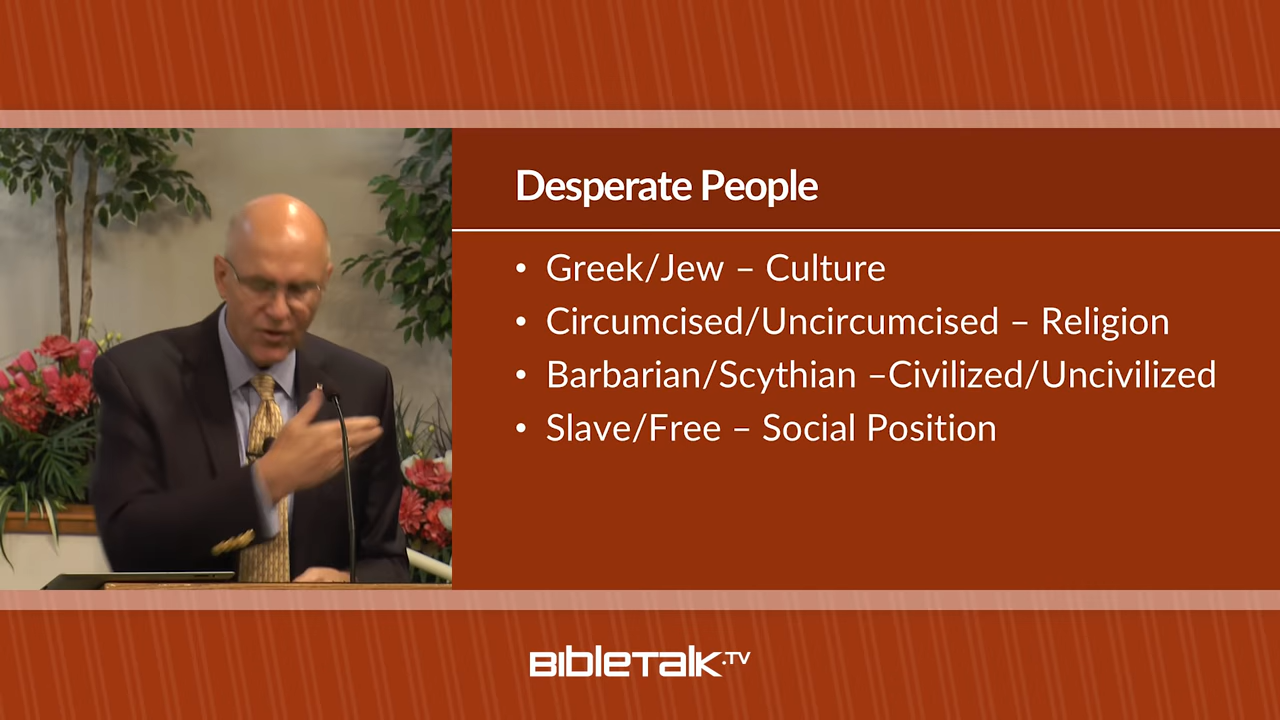 Desperate People
• Greek/Jew – Culture
• Circumcised/Uncircumcised – Religion
• Barbarian/Scythian –Civilized/Uncivilized
• Slave/Free – Social Position
BIBLETALK.TV